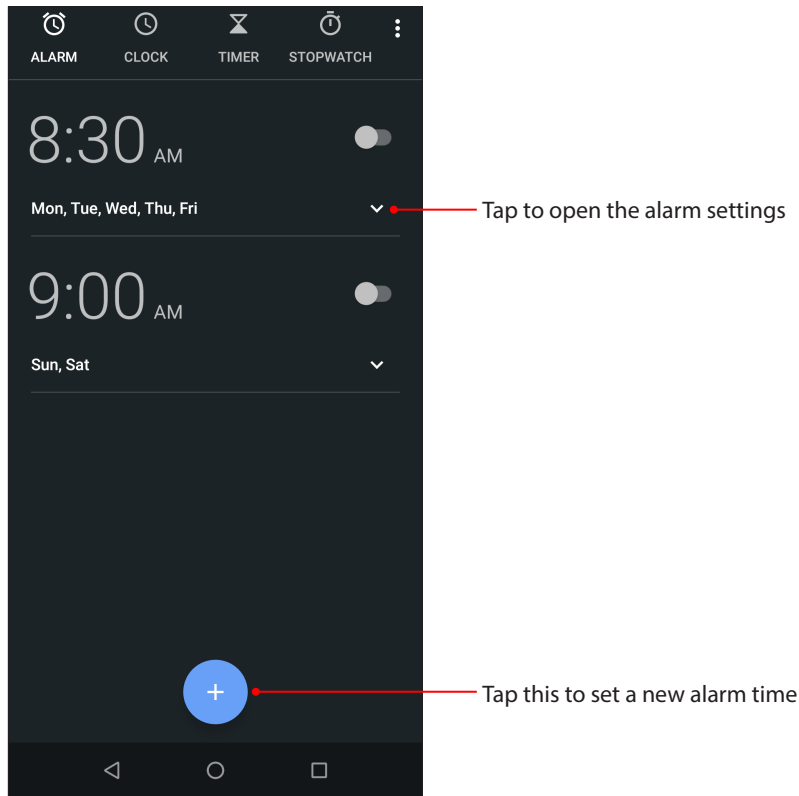 ALARM CLOCK TIMER STOPWATCH
8:30 AM
Mon, Tue, Wed, Thu, Fri
Tap to open the alarm settings
9:00 AM
Sun, Sat
+
Tap this to set a new alarm time